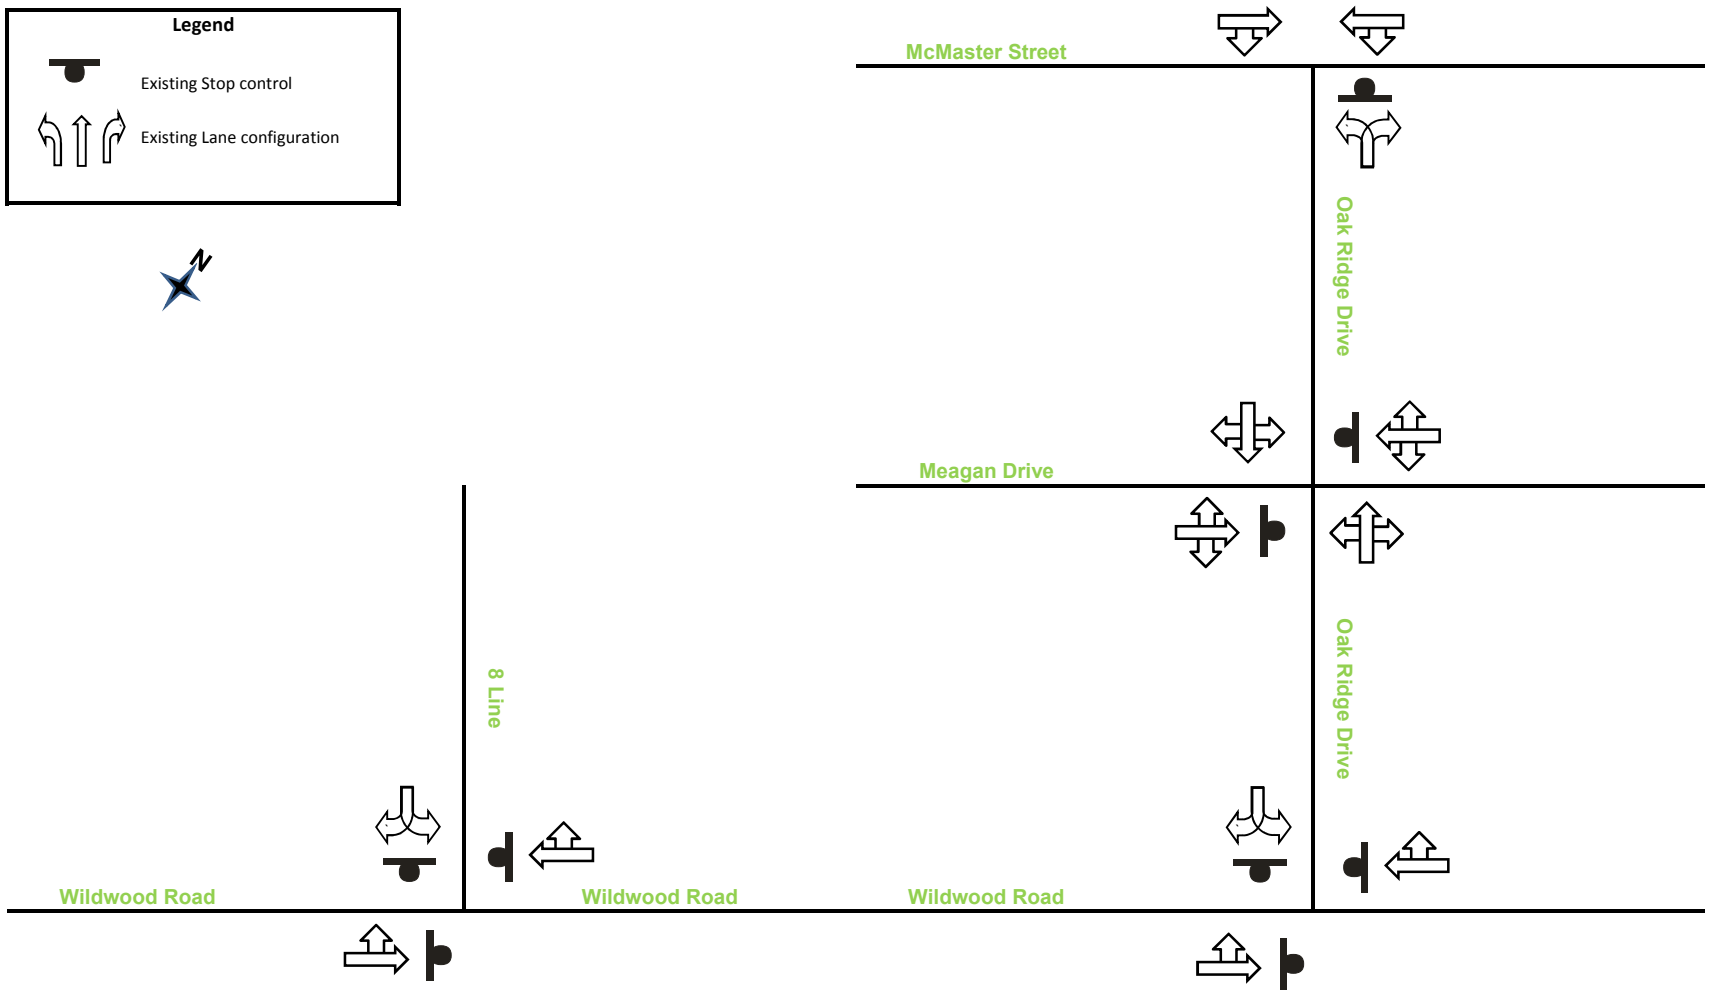 Legend
Existing Stop control
Existing Lane configuration
N
McMaster Street
Oak Ridge Drive
Meagan Drive
8 Line
Oak Ridge Drive
Wildwood Road
Wildwood Road
Wildwood Road